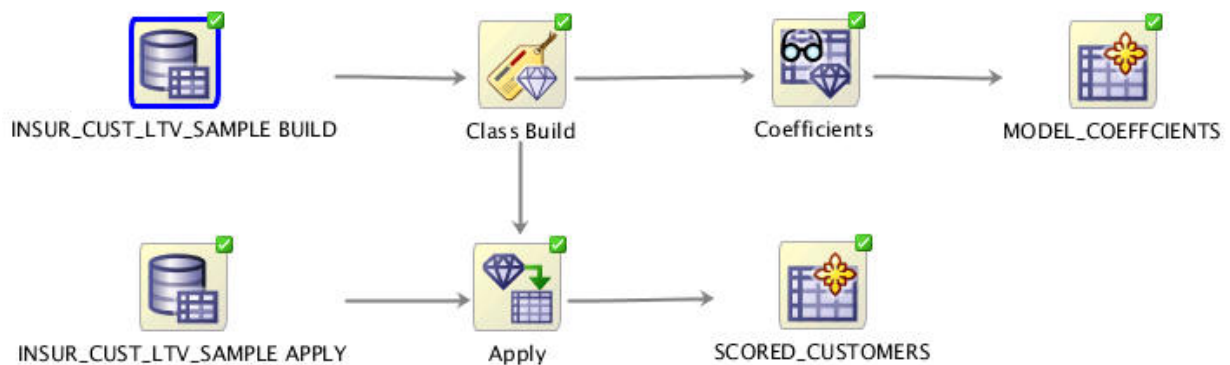 INSUR_CUST_LTV_SAMPLE BUILD
Class Build
Coefficients
MODEL_COEFFCIENTS
INSUR_CUST_LTV_SAMPLE APPLY
Apply
SCORED_CUSTOMERS